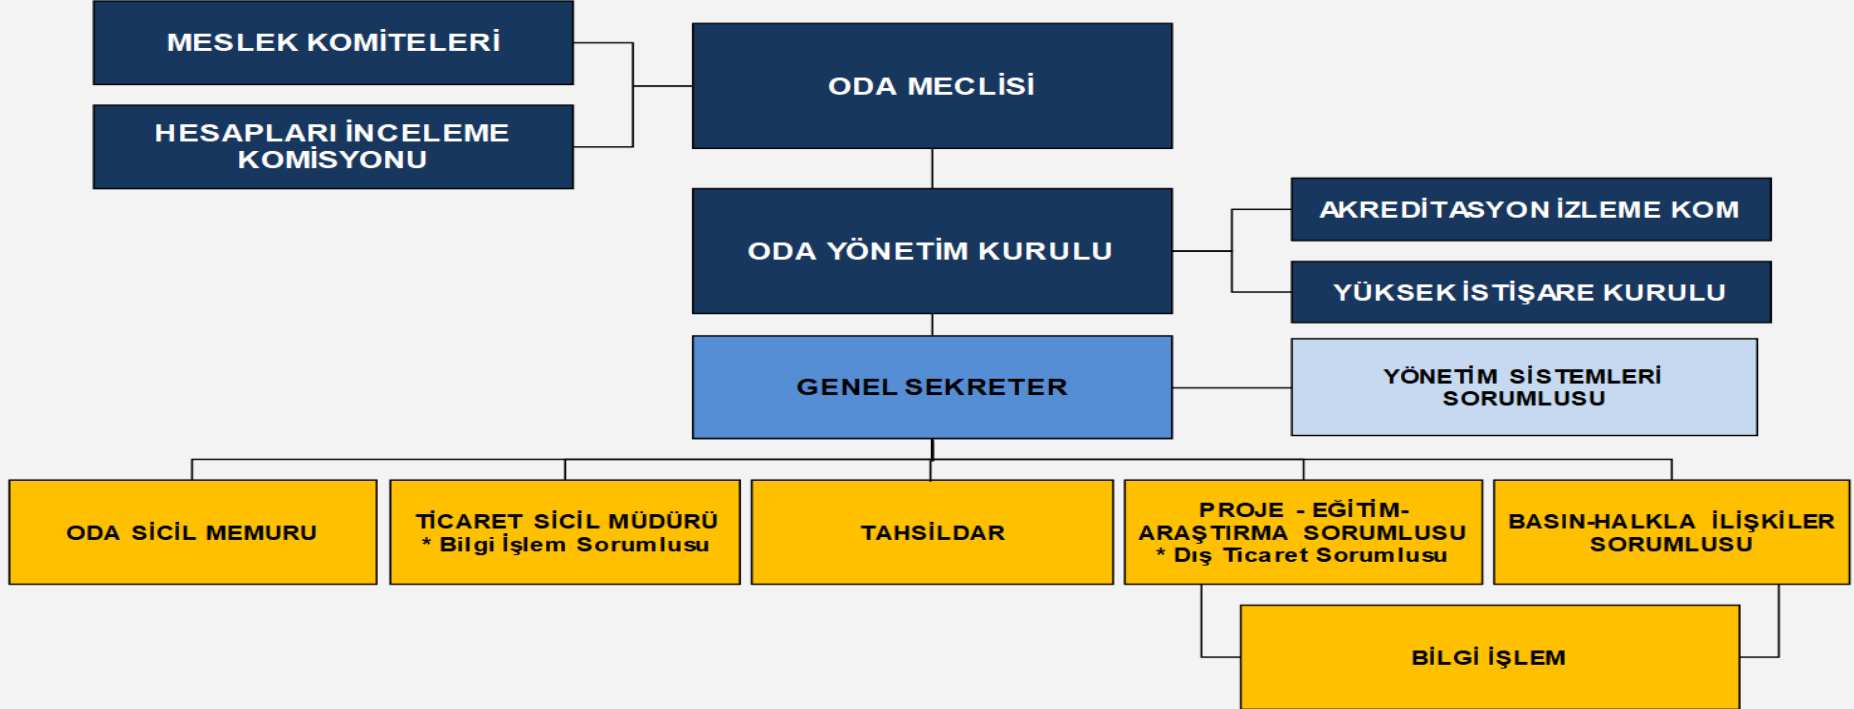 MESLEK KOMİTELERİ
HESAPLARI İNCELEME
KOMİSYONU
ODA MECLİSİ
ODA YÖNETİM KURULU
AKREDİTASYON İZLEME KOM
YÜKSEK İSTİŞARE KURULU
GENEL SEKRETER
YÖNETİM SİSTEMLERİ
SORUMLUSU
ODA SİCİL MEMURU
TİCARET SİCİL MÜDÜRÜ
* Bilgi İşlem Sorumlusu
TAHSİLDAR
PROJE - EĞİTİM-
ARAŞTIRMA SORUMLUSU
* Dış Ticaret Sorumlusu
BASIN-HALKLA İLİŞKİLER
SORUMLUSU
BİLGİ İŞLEM